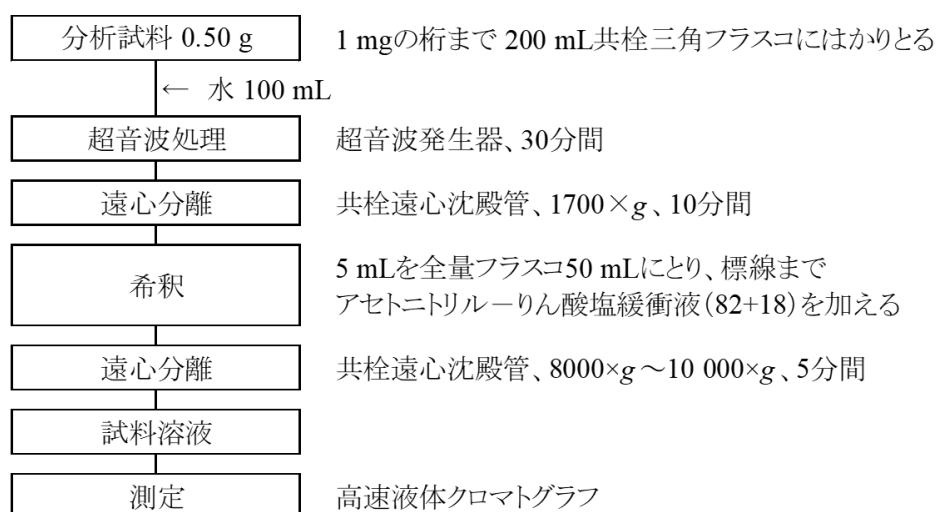 分析試料 0.50 g
1 mgの桁まで 200 mL共栓三角フラスコにはかりとる
← 水 100 mL
超音波処理
超音波発生器、30分間
遠心分離
共栓遠心沈殿管、1700×g、10分間
希釈
5 mLを全量フラスコ50 mLにとり、標線まで
アセトニトリル－りん酸塩緩衝液(82+18)を加える
遠心分離
共栓遠心沈殿管、8000×g～10 000×g、5分間
試料溶液
測定
高速液体クロマトグラフ